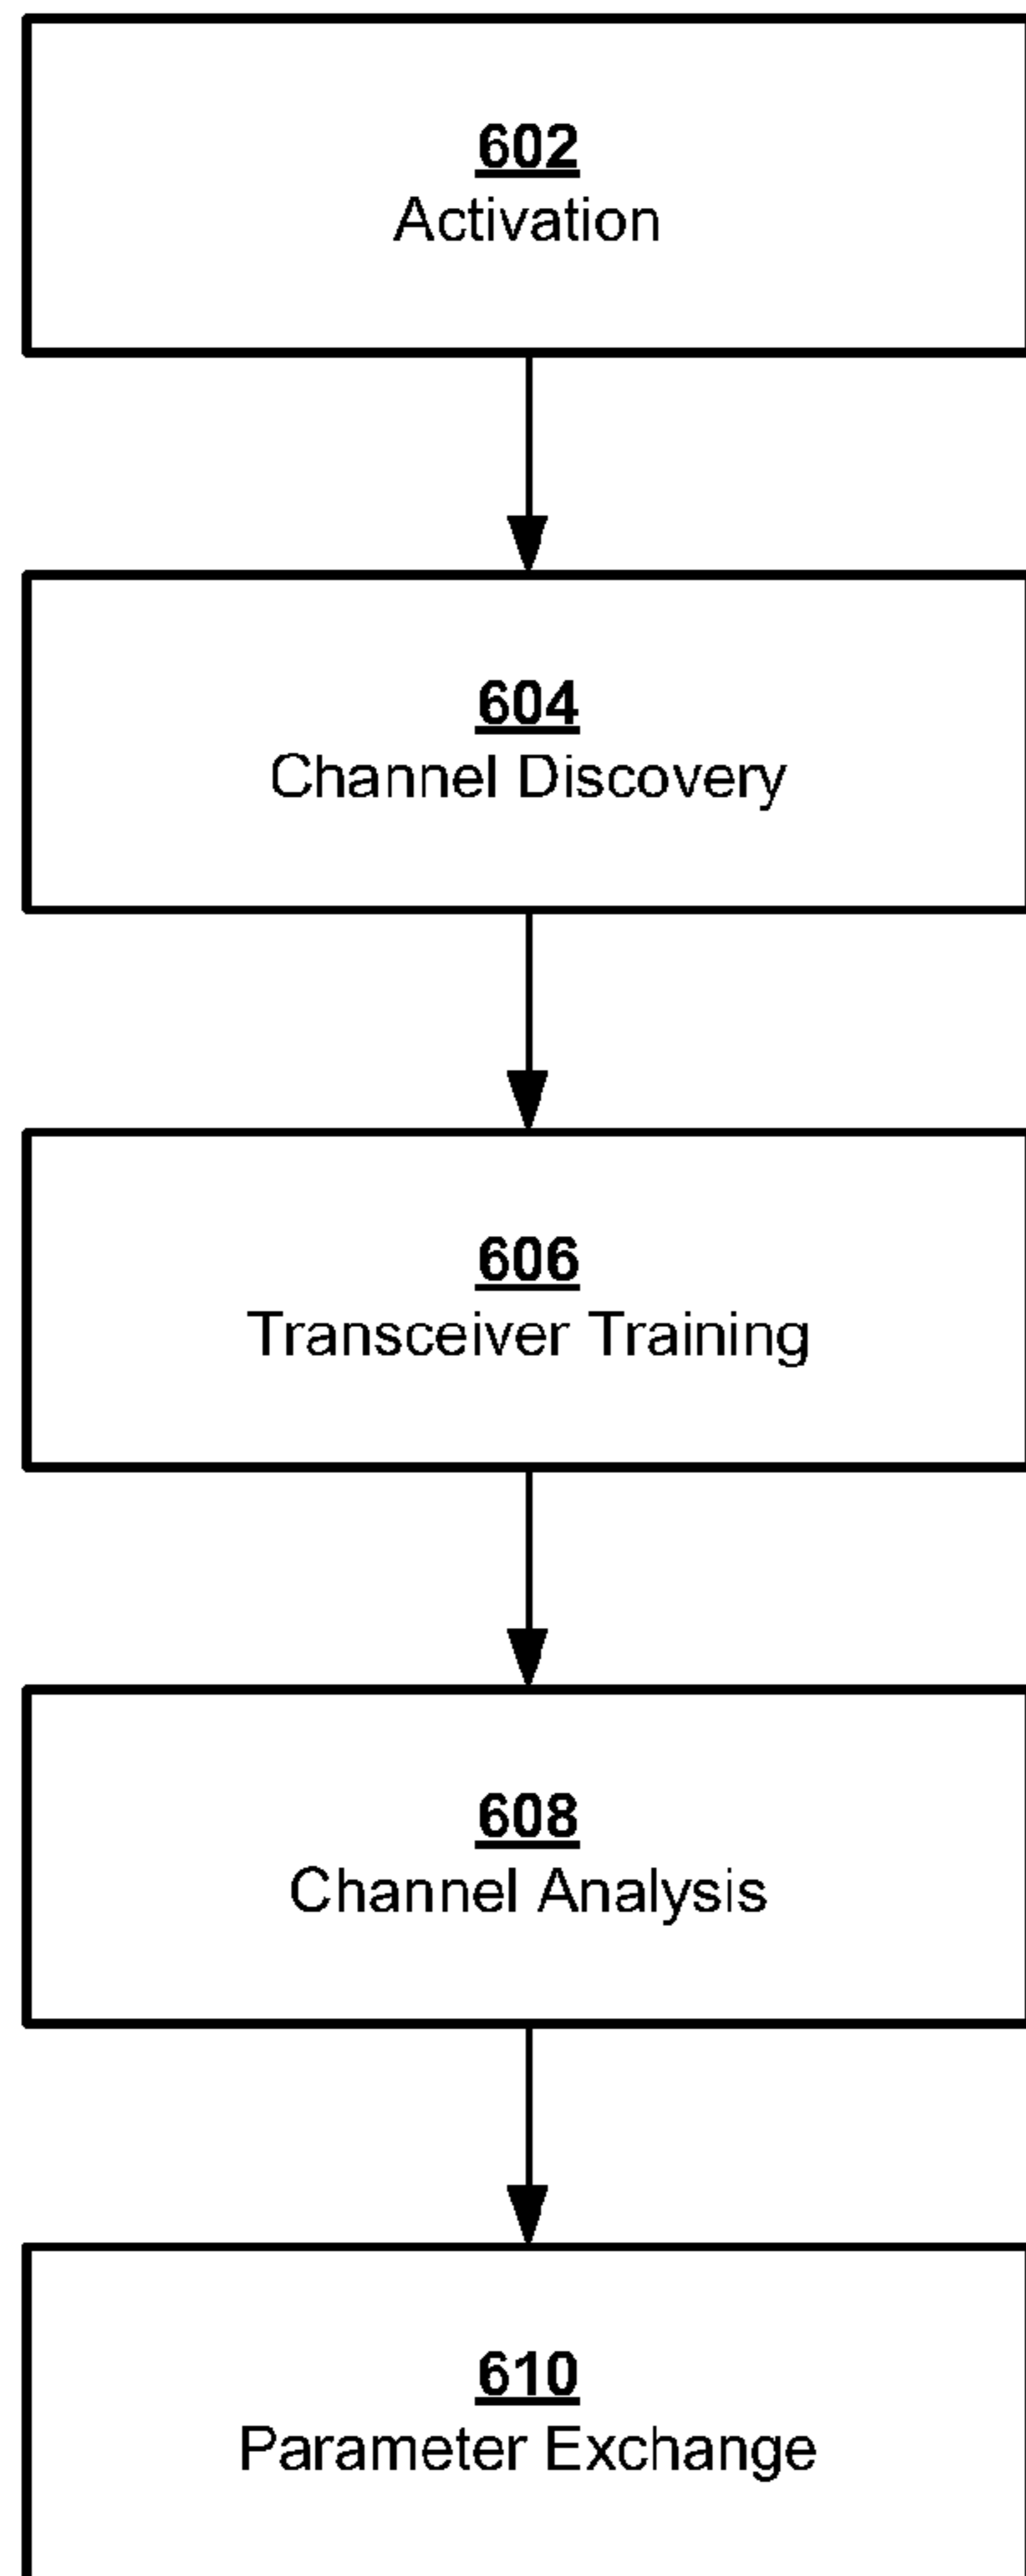 602
Activation
604
Channel Discovery
606
Transceiver Training
608
Channel Analysis
610
Parameter Exchange